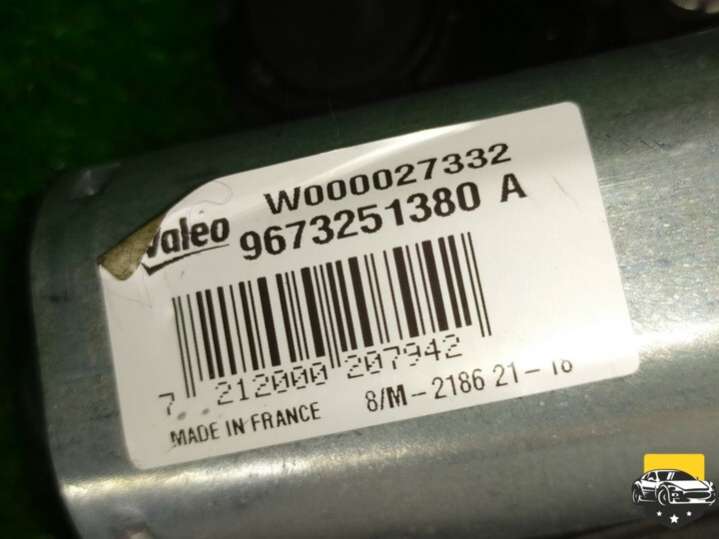 W000027332
Valeo
9673251380 A
7 212000 207942
MADE IN FRANCE
8/M-2186 21-18